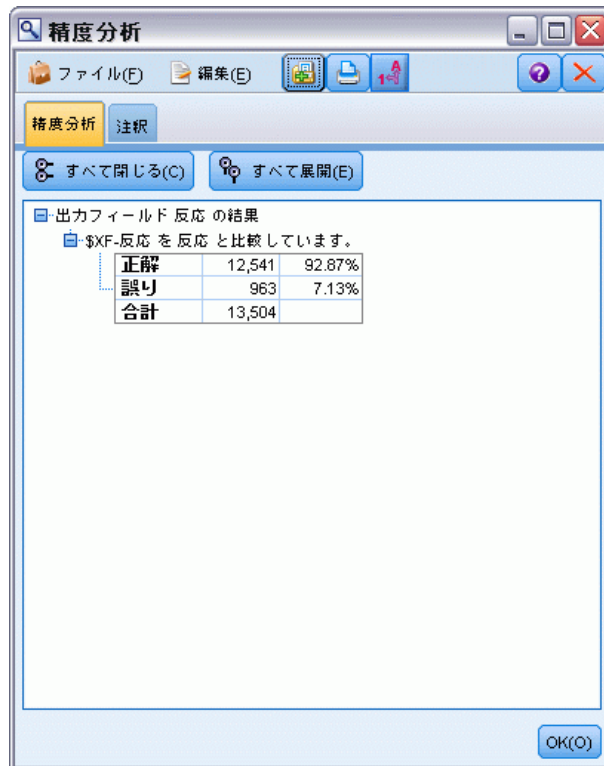 精度分析
ファイル(F) 編集(E)
精度分析 注釈
すべて閉じる(C) すべて展開(E)
出力フィールド 反応 の結果
$XF-反応 を 反応 と比較しています。
正解 12,541 92.87%
誤り 963 7.13%
合計 13,504
OK(O)